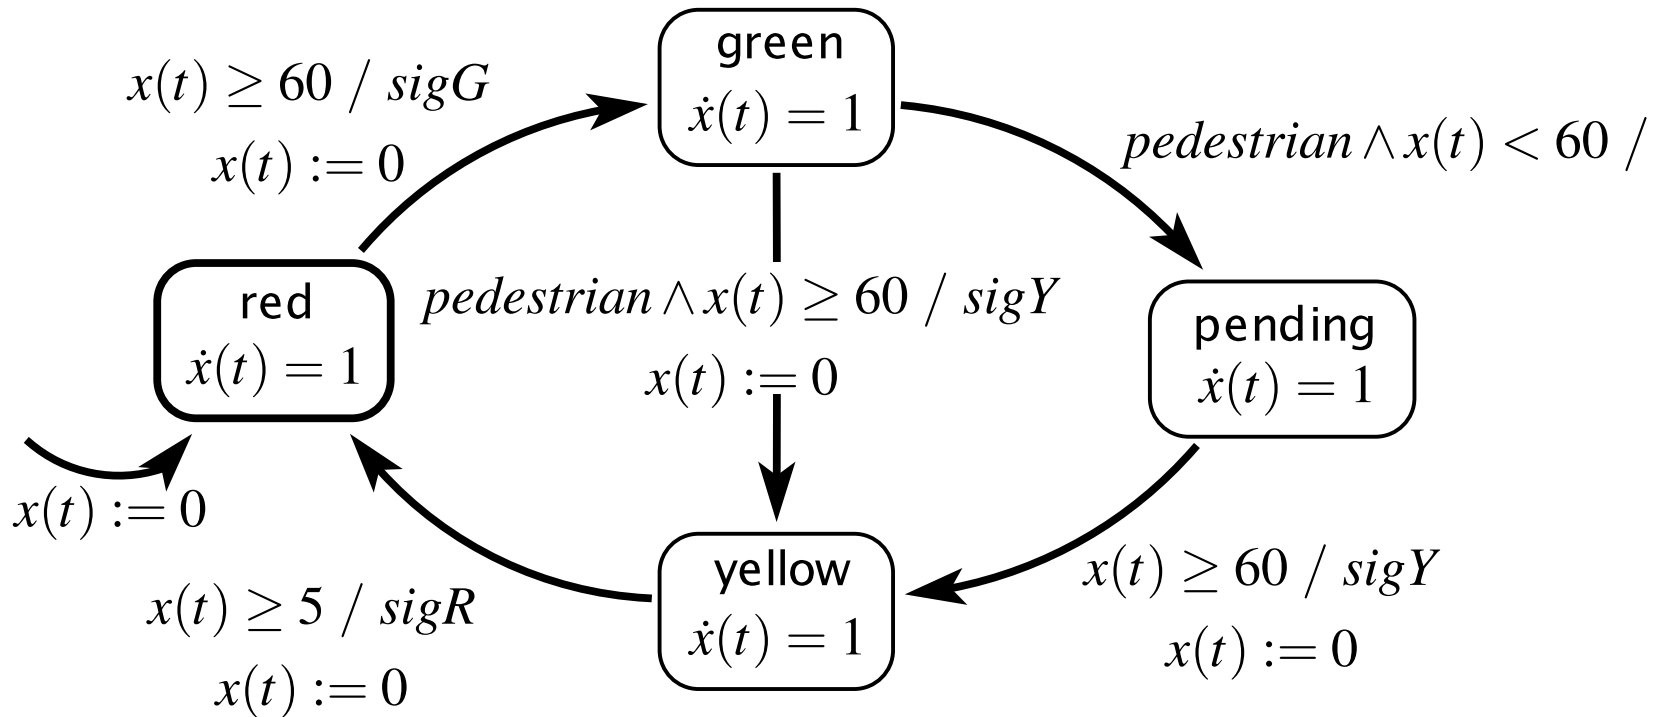 green
ẋ(t) = 1
x(t) ≥ 60 / sigG
x(t) := 0
pedestrian ∧ x(t) < 60 /
red
ẋ(t) = 1
pedestrian ∧ x(t) ≥ 60 / sigY
x(t) := 0
pending
ẋ(t) = 1
x(t) := 0
yellow
ẋ(t) = 1
x(t) ≥ 5 / sigR
x(t) := 0
x(t) ≥ 60 / sigY
x(t) := 0